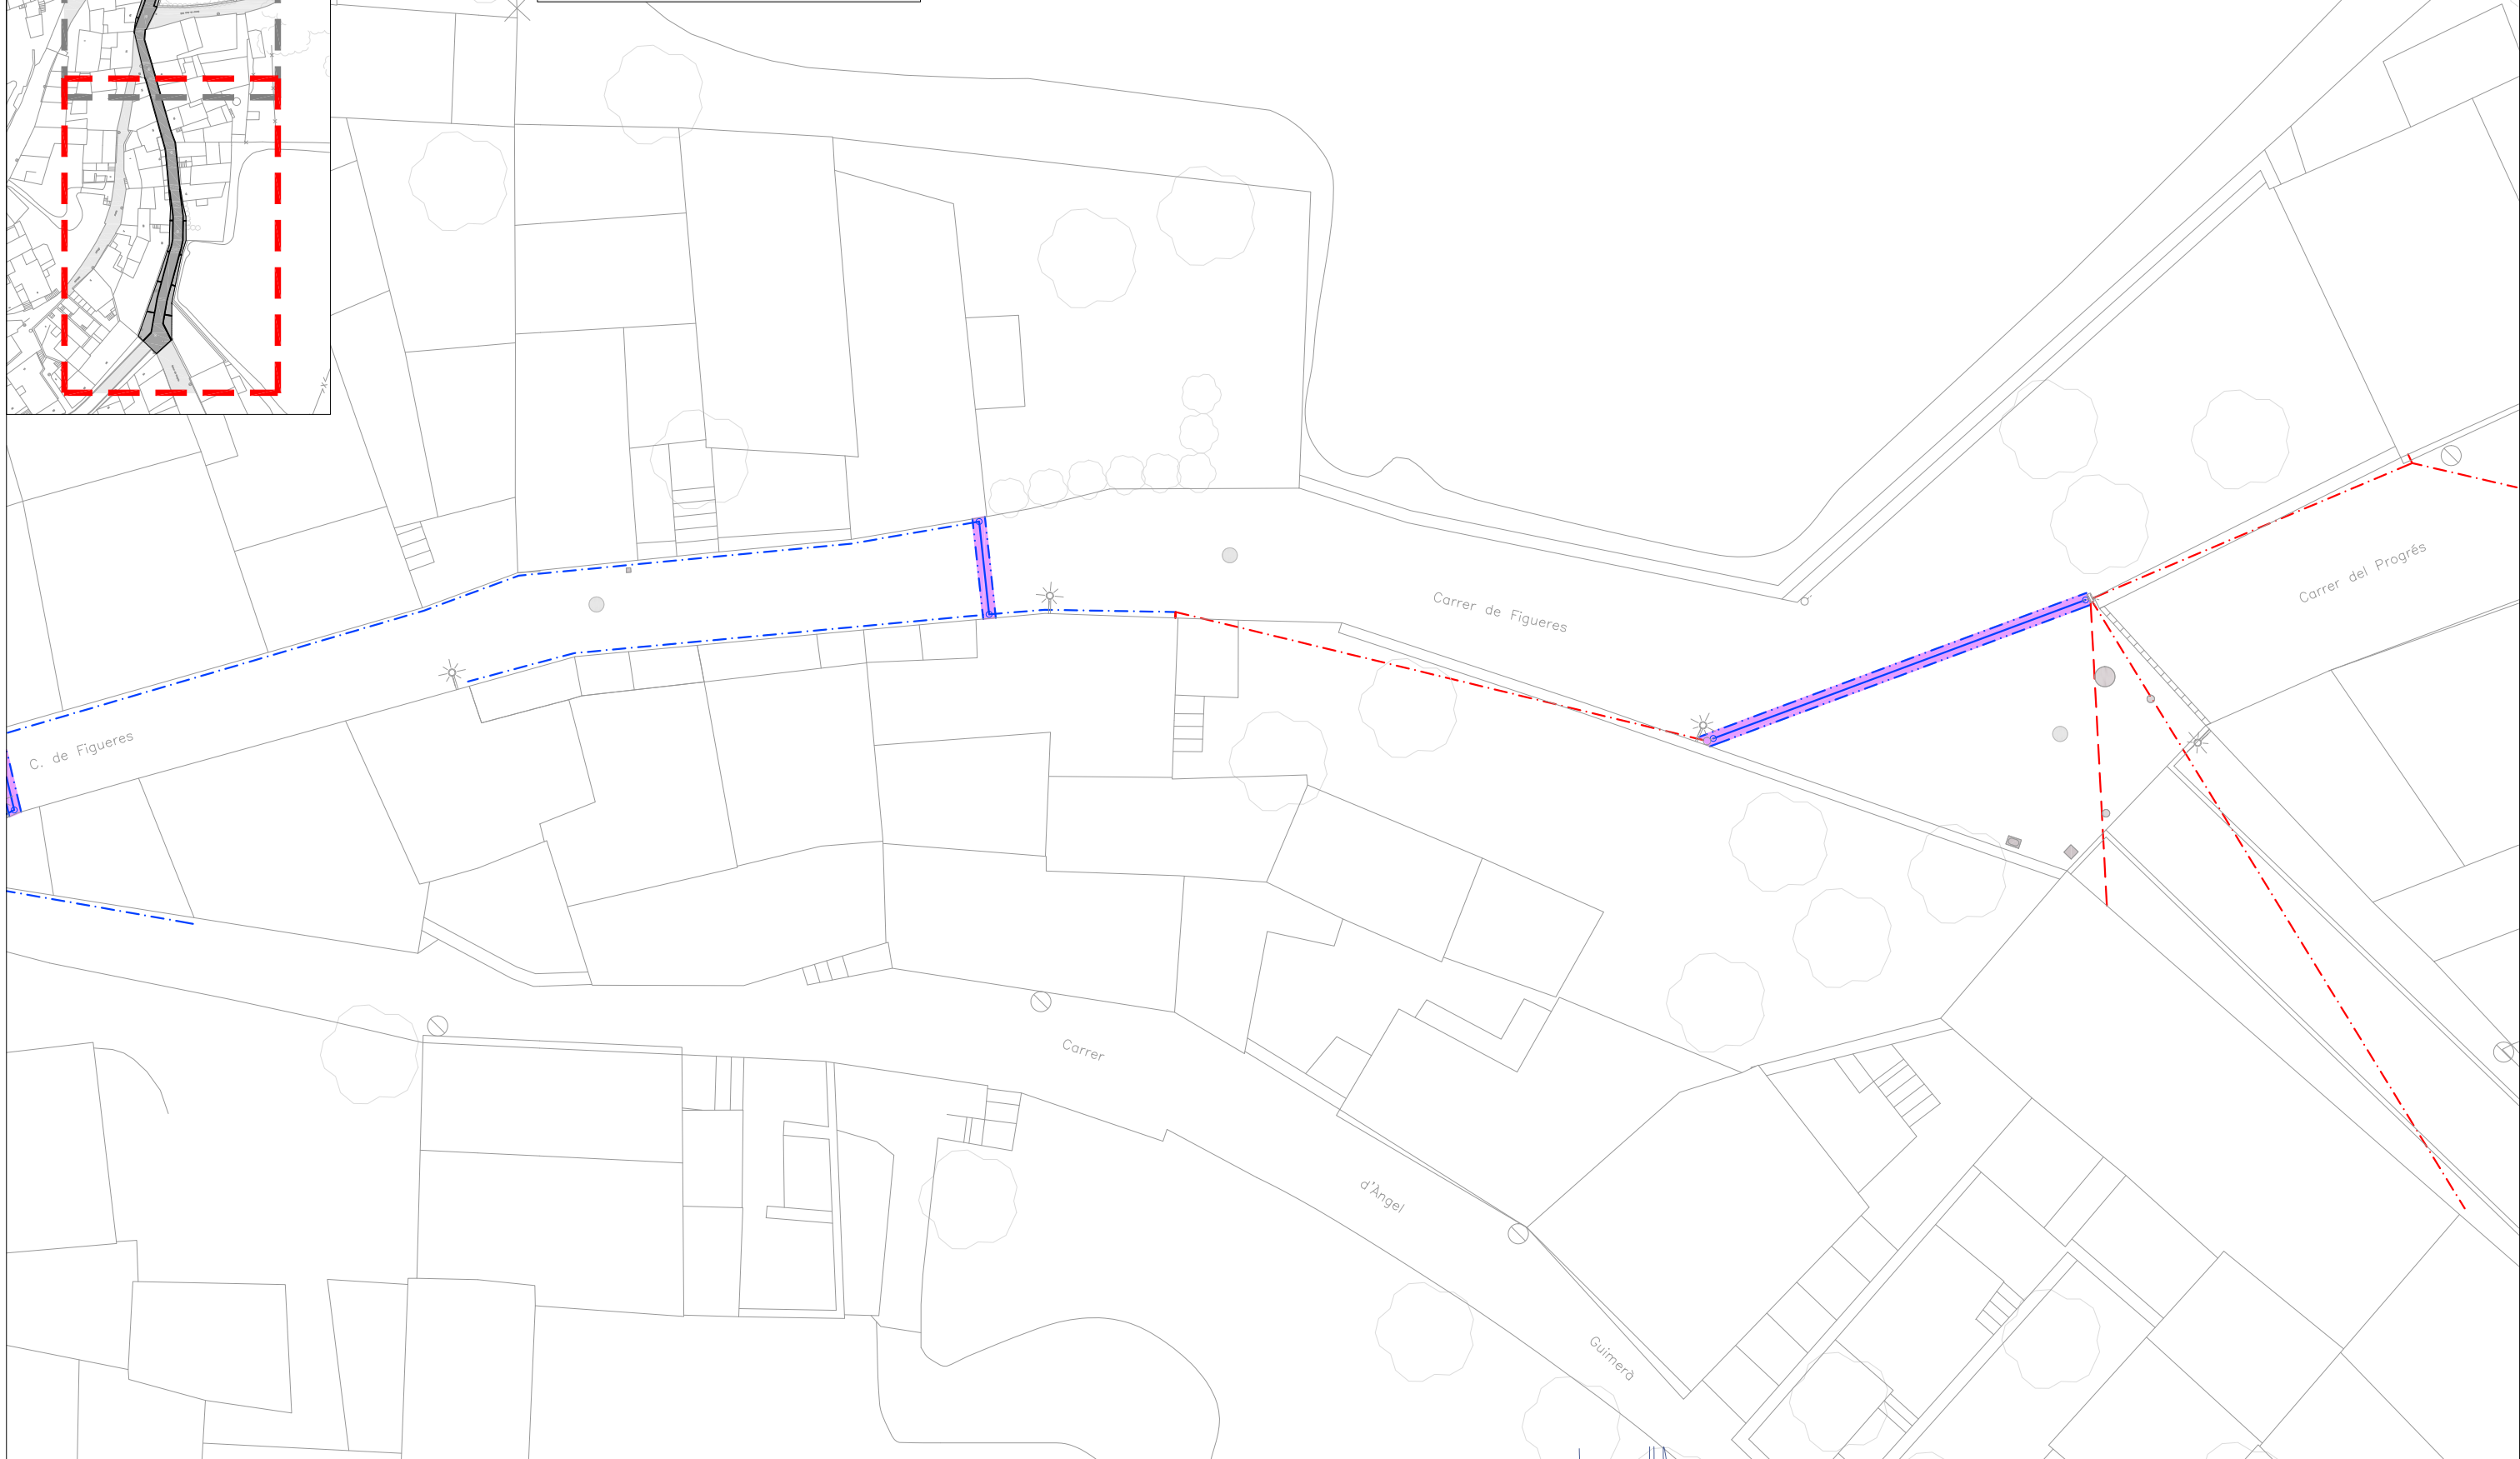 Carrer del Progrés
Carrer de Figueres
C. de Figueres
Carrer
d'Àngel
Guimerà